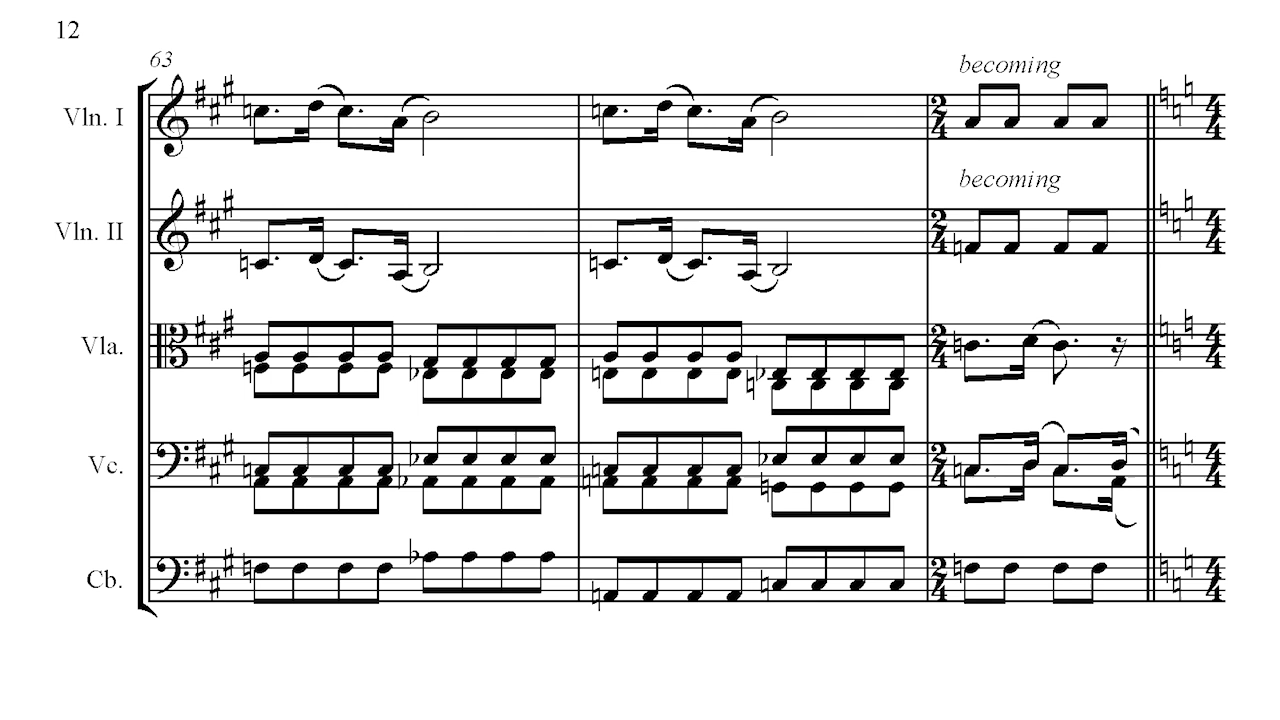 12
63
becoming
Vln. I
becoming
Vln. II
Vla.
Vc.
Cb.